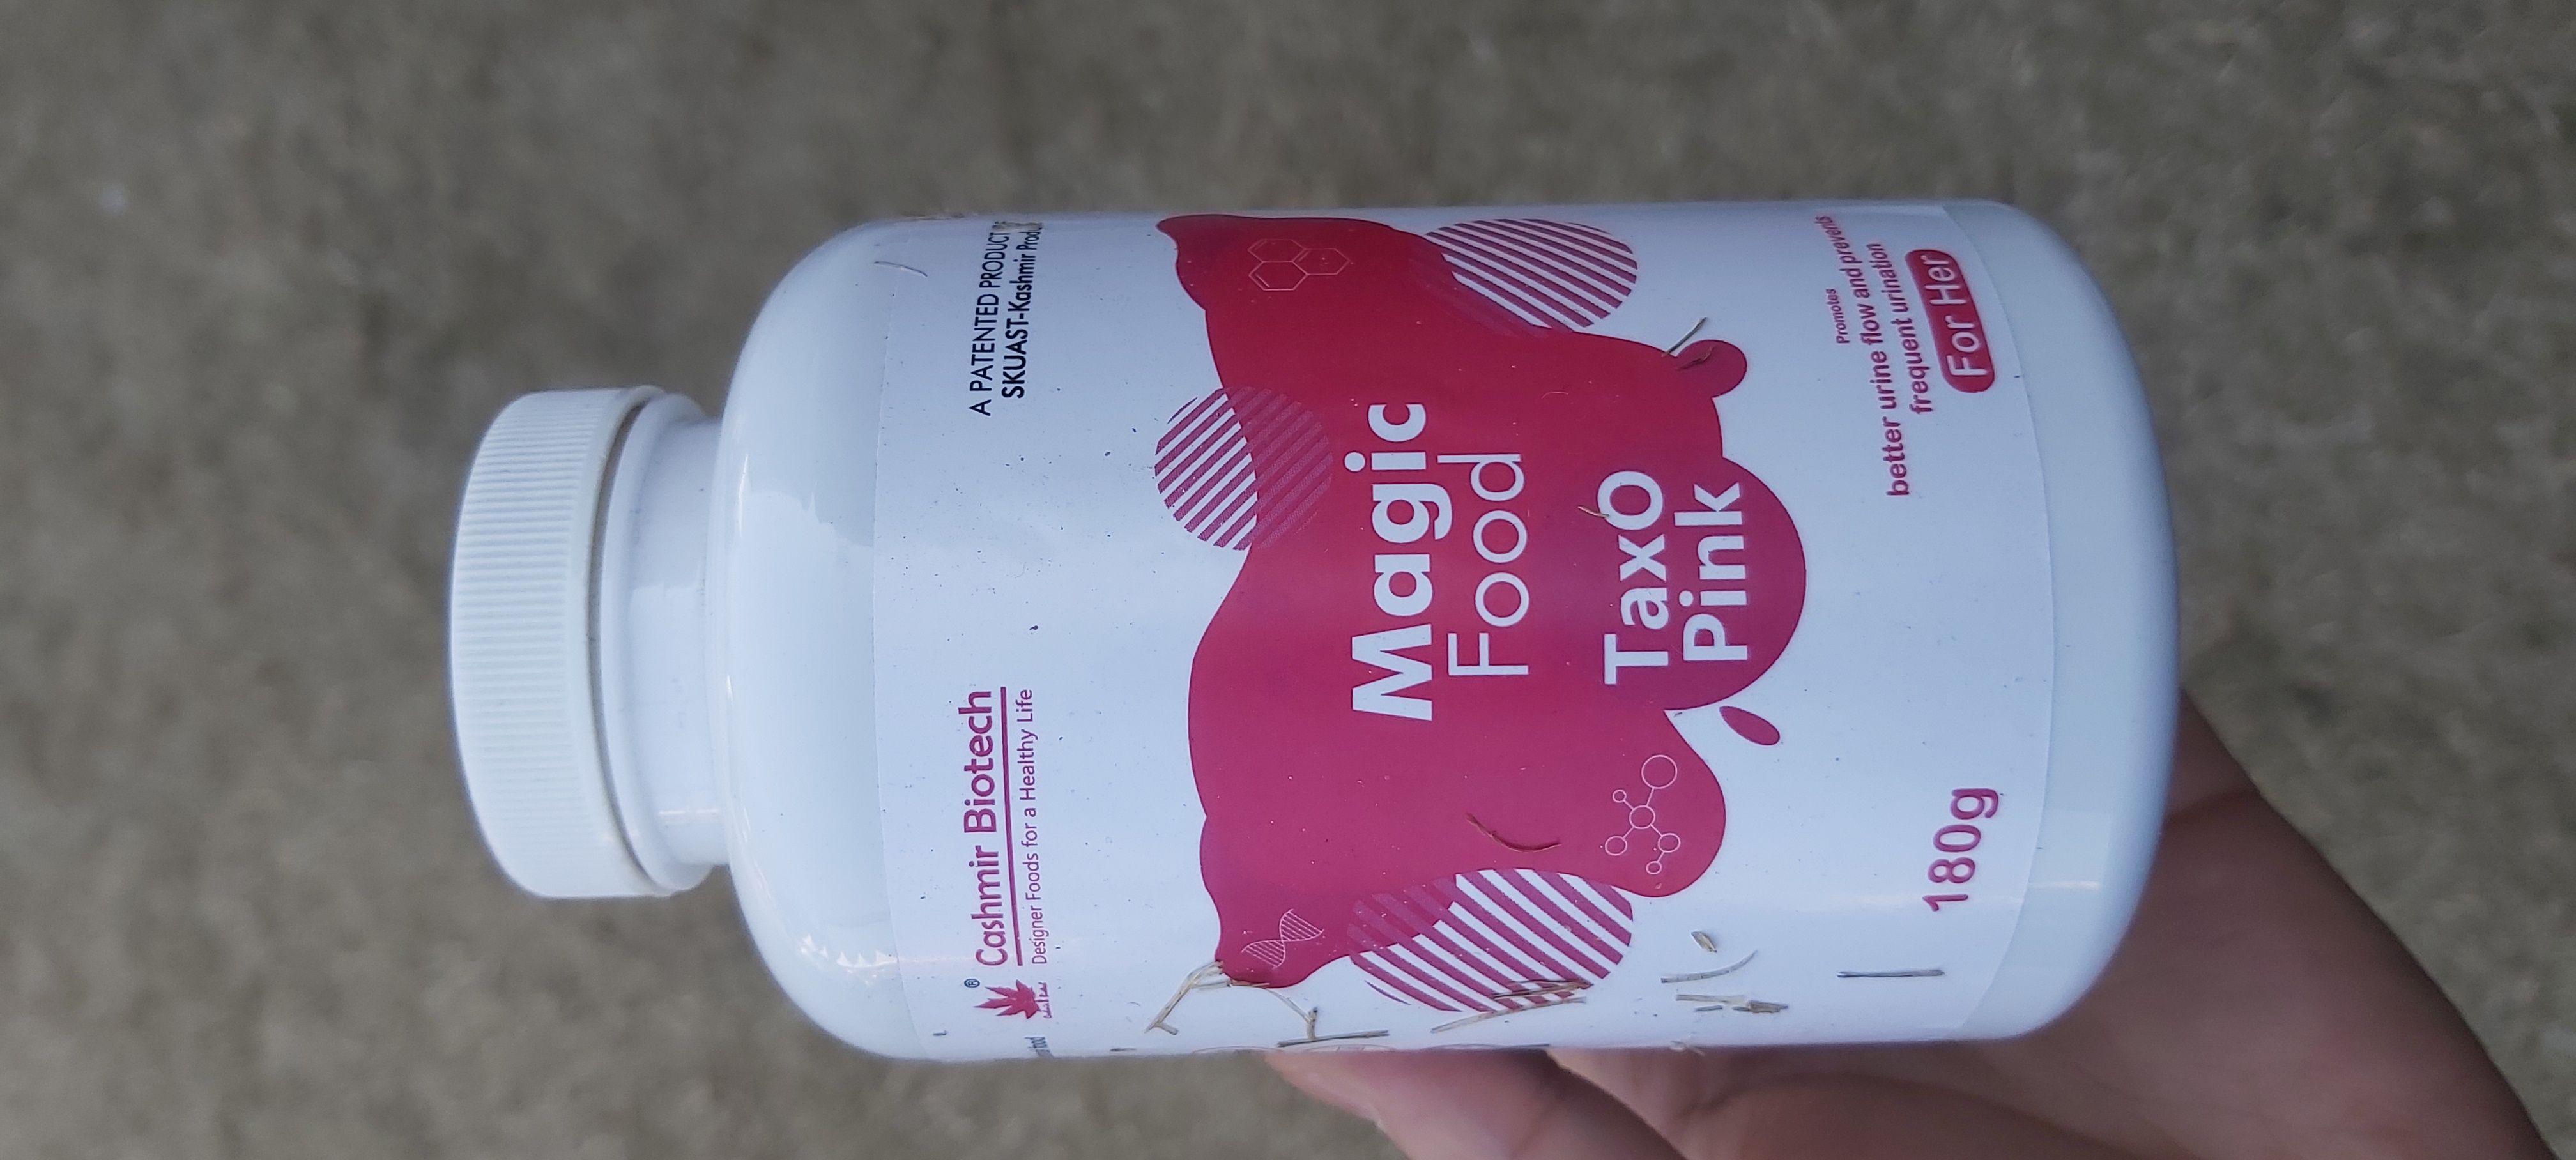 Cashmir Biotech
®
Designer Foods for a Healthy Life
A PATENTED PRODUCT
SKUAST-Kashmir
Magic
Food
TaxO
Pink
180g
Promotes
better urine flow and prevents
frequent urination
For Her